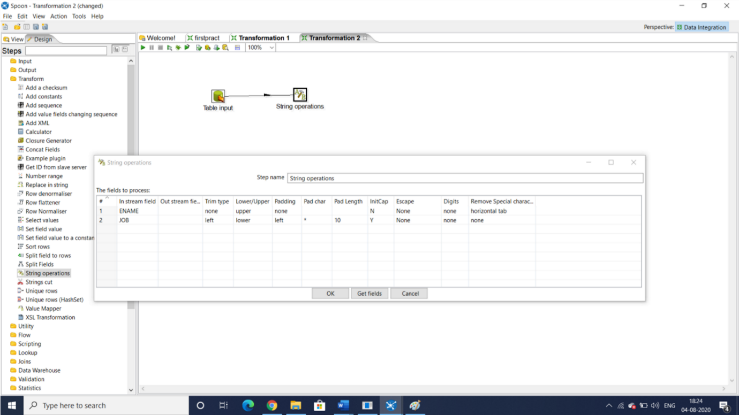 Spoon - Transformation 2 (changed)
File Edit View Action Tools Help
Perspective: Data Integration
View Design
Welcome! firstpract Transformation 1 Transformation 2
Steps
100%
Input
Output
Transform
Add a checksum
Add constants
Add sequence
Add value fields changing sequence
Add XML
Calculator
Closure Generator
Concat Fields
Example plugin
Get ID from slave server
Number range
Replace in string
Row denormaliser
Row flattener
Row Normaliser
Select values
Set field value
Set field value to a constan
Sort rows
Split field to rows
Split Fields
String operations
Strings cut
Unique rows
Unique rows (HashSet)
Value Mapper
XSL Transformation
Utility
Flow
Scripting
Lookup
Joins
Data Warehouse
Validation
Statistics
Table input
String operations
String operations
Step name String operations
The fields to process:
# In stream field Out stream fie... Trim type Lower/Upper Padding Pad char Pad Length InitCap Escape Digits Remove Special charac...
1 ENAME none upper none N None none horizontal tab
2 JOB left lower left * 10 Y None none none
OK Get fields Cancel
Type here to search
ENG
18:24
04-08-2020
4